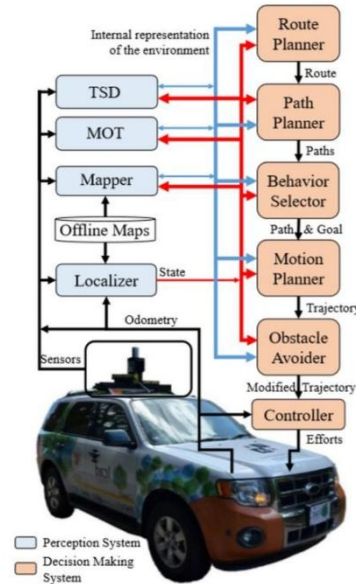 Internal representation
of the environment
Route
Planner
Route
TSD
Path
Planner
MOT
Paths
Mapper
Behavior
Selector
Offline Maps
Path & Goal
Localizer
State
Motion
Planner
Odometry
Trajectory
Obstacle
Avoider
Sensors
Modified Trajectory
Controller
Efforts
Perception System
Decision Making
System